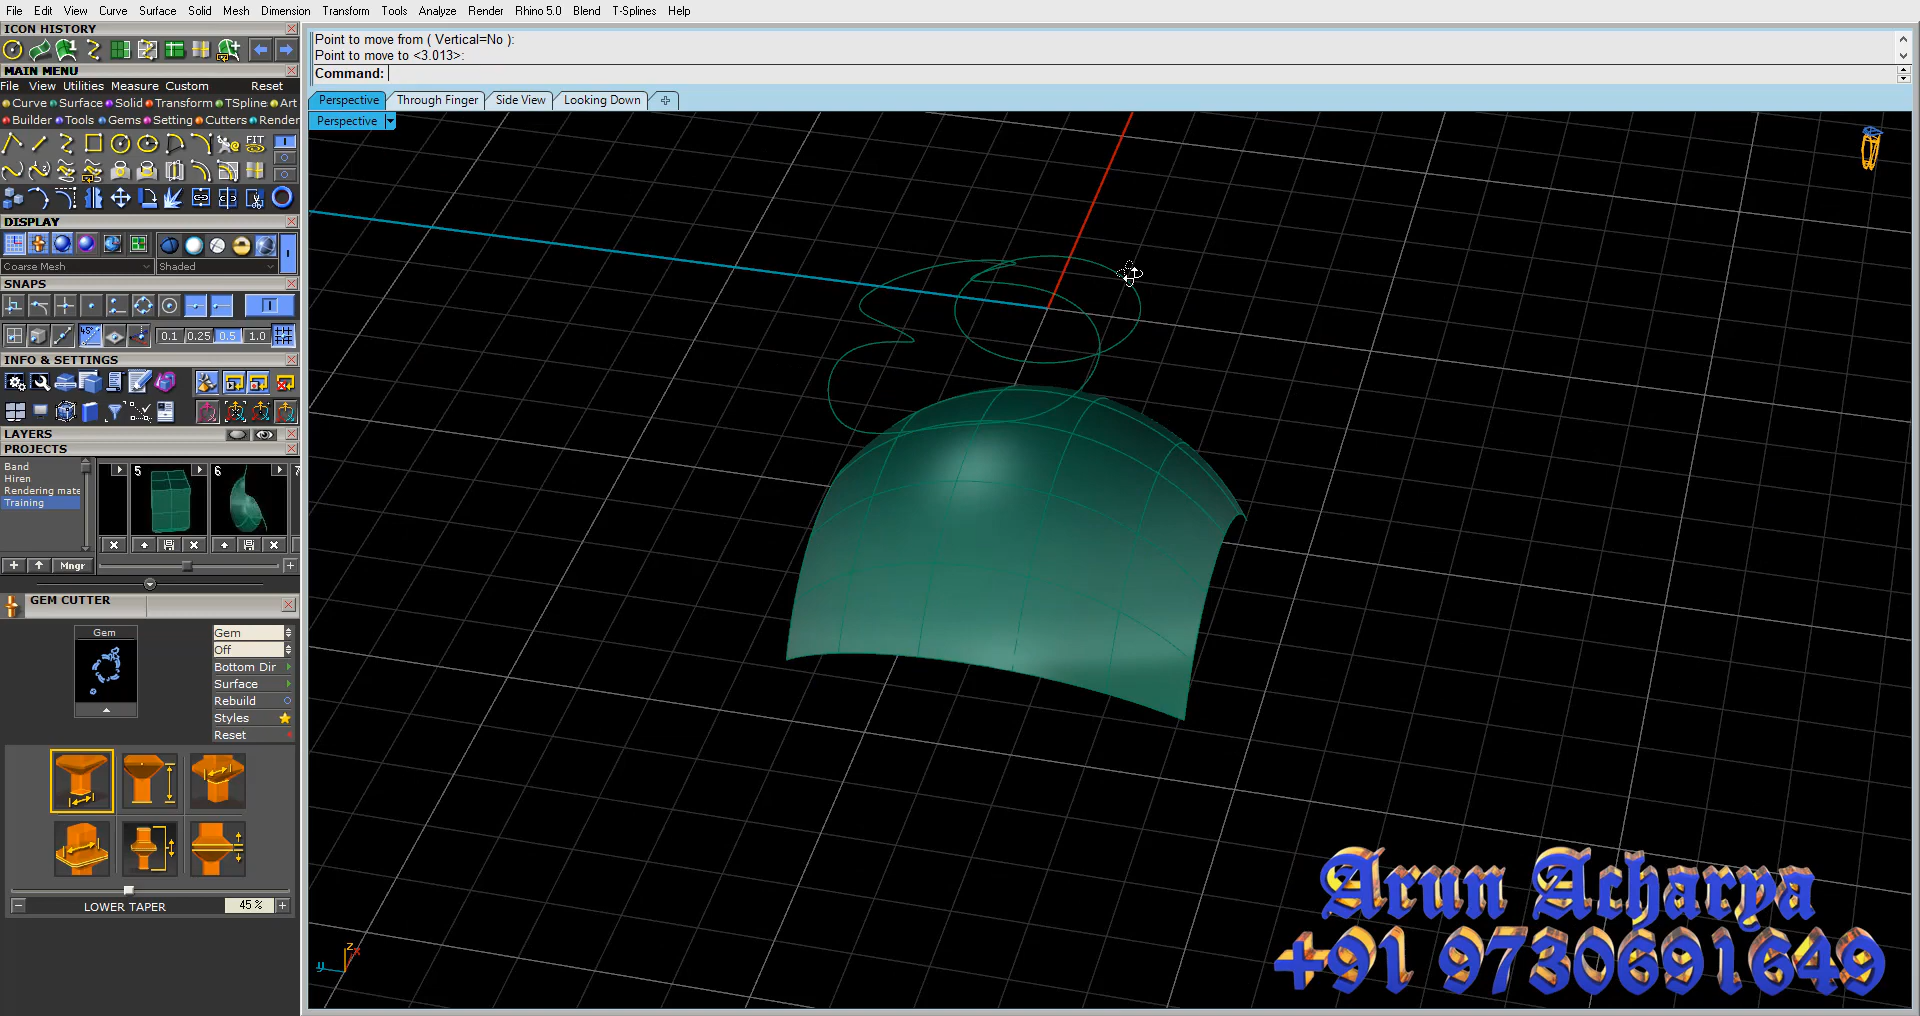 File Edit View Curve Surface Solid Mesh Dimension Transform Tools Analyze Render Rhino 5.0 Blend T-Splines Help
ICON HISTORY
MAIN MENU
File View Utilities Measure Custom Reset
Curve Surface Solid Transform TSpline Art
Builder Tools Gems Setting Cutters Render
FIT
DISPLAY
Coarse Mesh Shaded
SNAPS
45° 0.1 0.25 0.5 1.0
INFO & SETTINGS
LAYERS
PROJECTS
Band
Hiren
Rendering mate
Training
5 6 7
Mngr
GEM CUTTER
Gem
Gem
Off
Bottom Dir
Surface
Rebuild
Styles
Reset
LOWER TAPER 45 %
Point to move from ( Vertical=No ):
Point to move to <3.013>:
Command:
Perspective Through Finger Side View Looking Down
Perspective
z
x
y
Arun Acharya
+91 9730691649